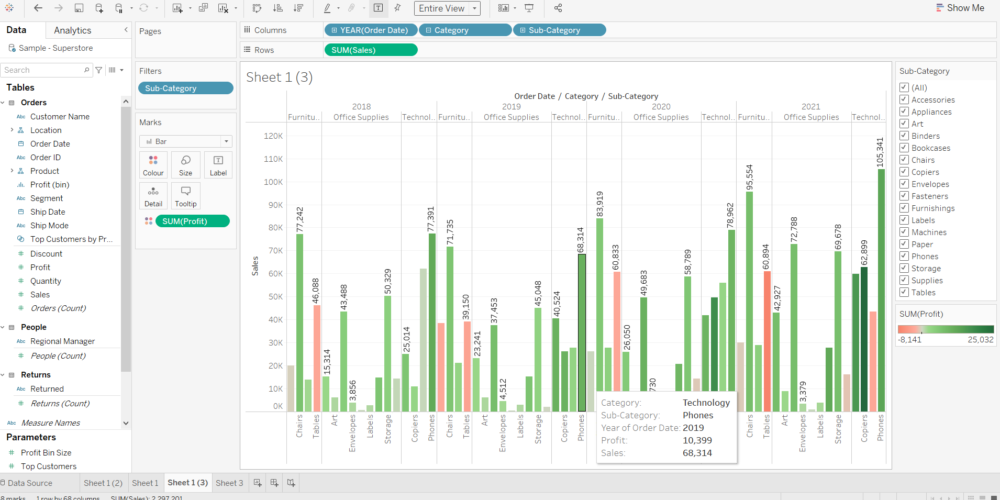 Entire View
Show Me
Data
Analytics
Pages
Columns
YEAR(Order Date)
Category
Sub-Category
Rows
SUM(Sales)
Sample - Superstore
Search
Tables
Orders
Abc Customer Name
Location
Order Date
Abc Order ID
Product
Profit (bin)
Abc Segment
Ship Date
Abc Ship Mode
Top Customers by Pr...
# Discount
# Profit
# Quantity
# Sales
# Orders (Count)
People
Abc Regional Manager
# People (Count)
Returns
Abc Returned
# Returns (Count)
Abc Measure Names
Parameters
# Profit Bin Size
# Top Customers
Filters
Sub-Category
Marks
Bar
Colour
Size
Label
Detail
Tooltip
SUM(Profit)
Sheet 1 (3)
Order Date / Category / Sub-Category
2018
2019
2020
2021
Furnitu..
Office Supplies
Technol..
Furnitu..
Office Supplies
Technol..
Furnitu..
Office Supplies
Technol..
Furnitu..
Office Supplies
Technol..
Sales
120K
110K
100K
90K
80K
70K
60K
50K
40K
30K
20K
10K
0K
77,242
46,088
15,314
43,488
3,856
50,329
25,014
77,391
71,735
39,150
23,241
37,453
4,512
45,048
40,524
68,314
83,919
60,833
26,050
49,683
730
58,789
78,962
95,554
60,894
42,927
72,788
3,379
69,678
62,899
105,341
Chairs
Tables
Art
Envelopes
Labels
Storage
Copiers
Phones
Chairs
Tables
Art
Envelopes
Labels
Storage
Copiers
Phones
Chairs
Tables
Art
Envelopes
Labels
Storage
Copiers
Phones
Category: Technology
Sub-Category: Phones
Year of Order Date: 2019
Profit: 10,399
Sales: 68,314
Sub-Category
(All)
Accessories
Appliances
Art
Binders
Bookcases
Chairs
Copiers
Envelopes
Fasteners
Furnishings
Labels
Machines
Paper
Phones
Storage
Supplies
Tables
SUM(Profit)
-8,141
25,032
Data Source
Sheet 1 (2)
Sheet 1
Sheet 1 (3)
Sheet 3
8 marks
1 row by 68 columns
SUM(Sales): 2,297,201